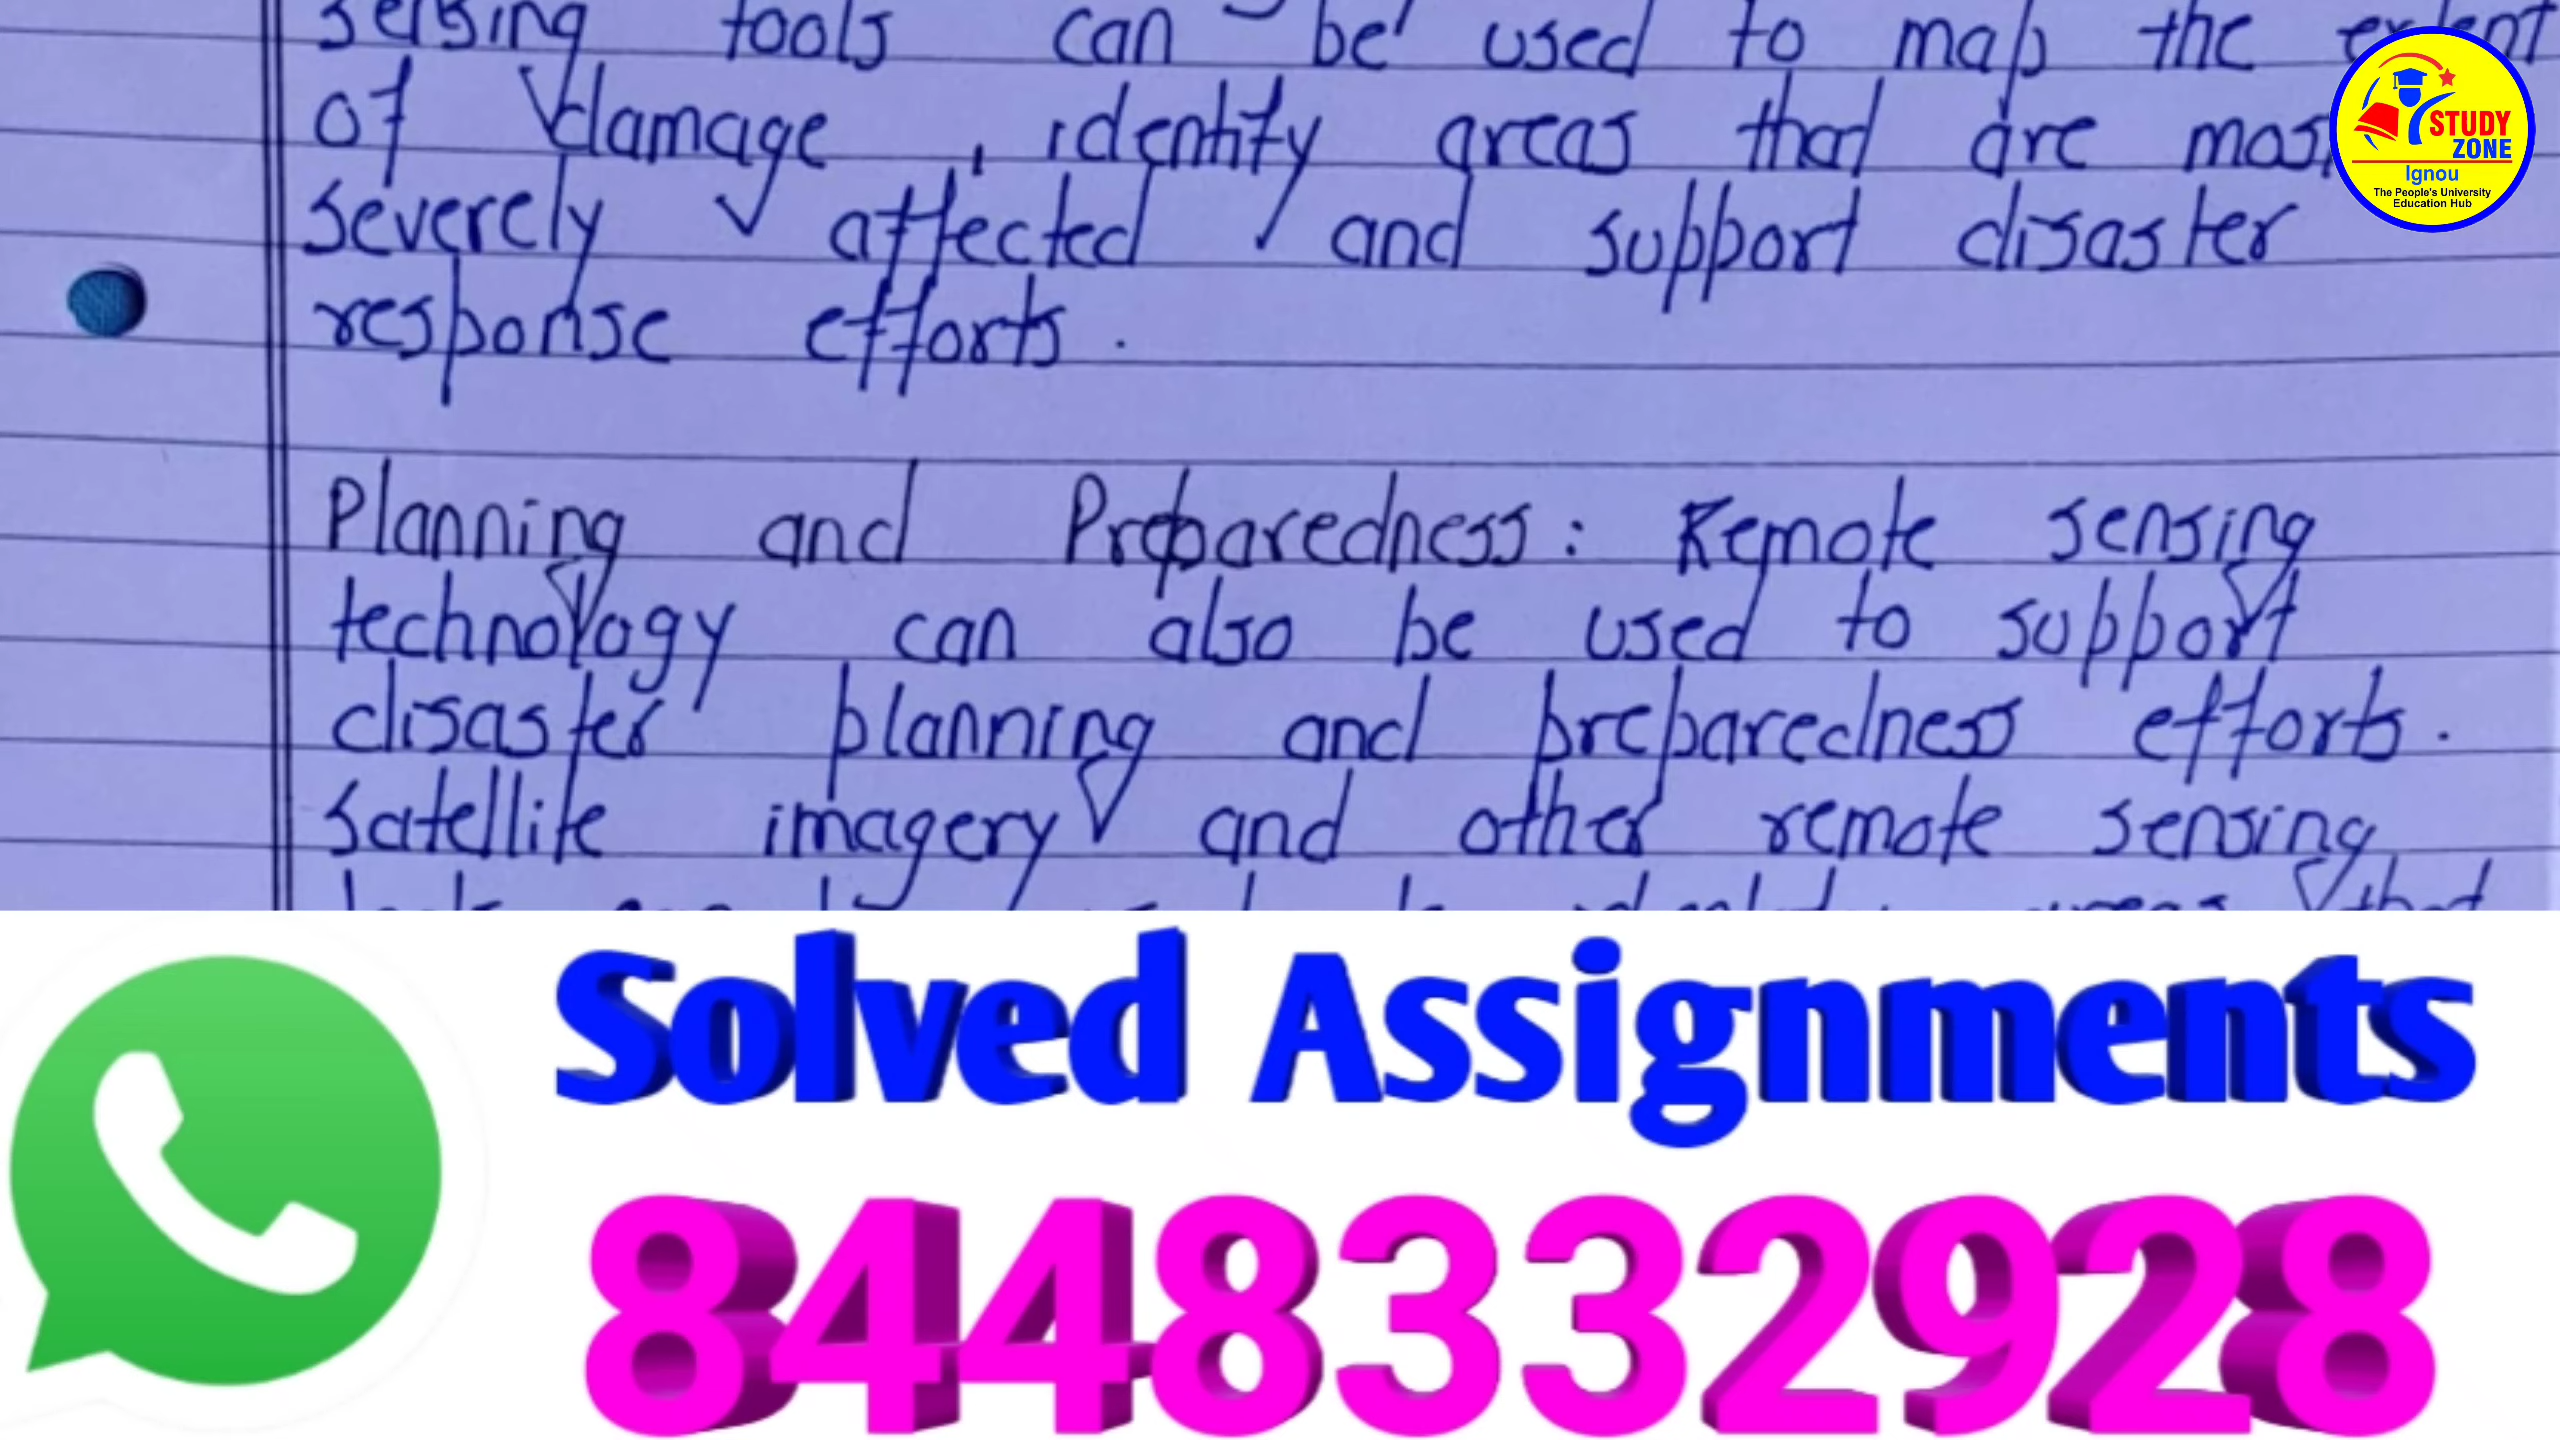 sensing tools can be used to map the extent
of damage, identify areas that are most
severely affected and support disaster
response efforts.
Planning and Preparedness: Remote sensing
technology can also be used to support
disaster planning and preparedness efforts.
Satellite imagery and other remote sensing
STUDY
ZONE
Ignou
The People's University
Education Hub
Solved Assignments
8448332928